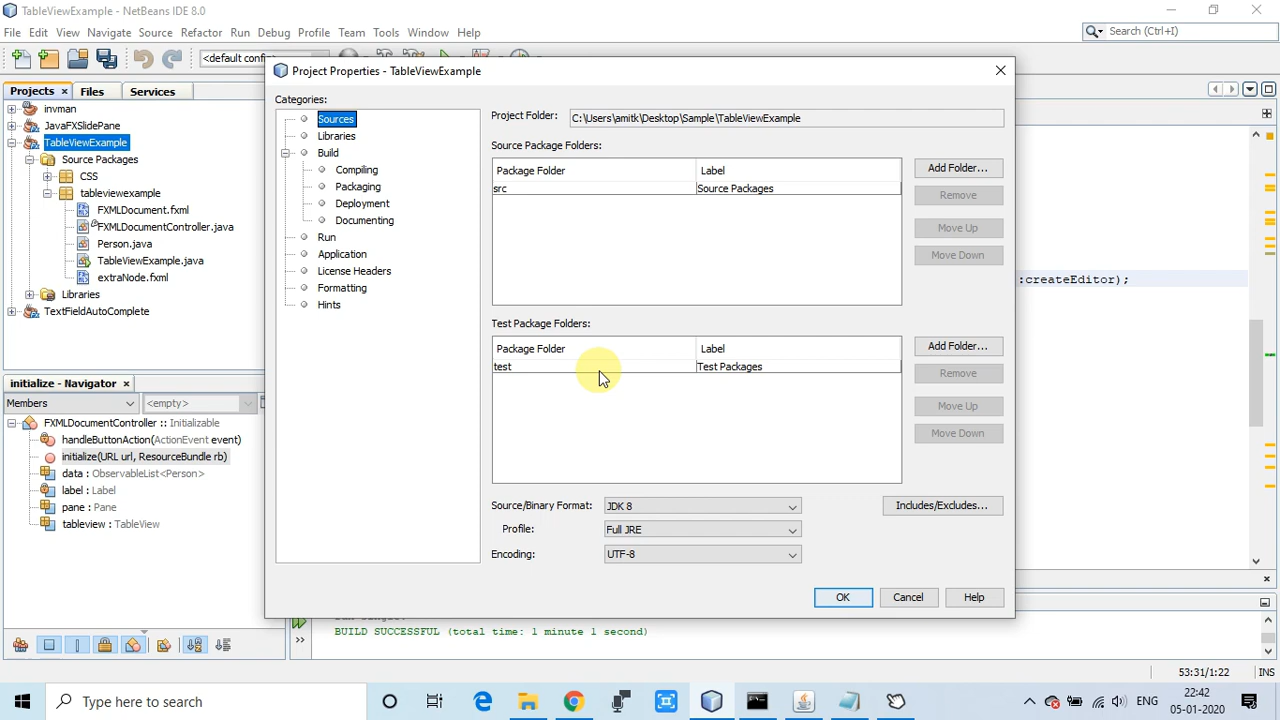 TableViewExample - NetBeans IDE 8.0
File Edit View Navigate Source Refactor Run Debug Profile Team Tools Window Help
Search (Ctrl+I)
<default config>
Projects × Files Services
invman
JavaFXSlidePane
TableViewExample
Source Packages
CSS
tableviewexample
FXMLDocument.fxml
FXMLDocumentController.java
Person.java
TableViewExample.java
extraNode.fxml
Libraries
TextFieldAutoComplete
initialize - Navigator ×
Members <empty>
FXMLDocumentController :: Initializable
handleButtonAction(ActionEvent event)
initialize(URL url, ResourceBundle rb)
data : ObservableList<Person>
label : Label
pane : Pane
tableview : TableView
Project Properties - TableViewExample
Categories:
Sources
Libraries
Build
Compiling
Packaging
Deployment
Documenting
Run
Application
License Headers
Formatting
Hints
Project Folder: C:\Users\amitk\Desktop\Sample\TableViewExample
Source Package Folders:
Package Folder Label
src Source Packages
Add Folder...
Remove
Move Up
Move Down
Test Package Folders:
Package Folder Label
test Test Packages
Add Folder...
Remove
Move Up
Move Down
Source/Binary Format: JDK 8 Includes/Excludes...
Profile: Full JRE
Encoding: UTF-8
OK Cancel Help
:createEditor);
BUILD SUCCESSFUL (total time: 1 minute 1 second)
53:31/1:22 INS
Type here to search
ENG
22:42
05-01-2020